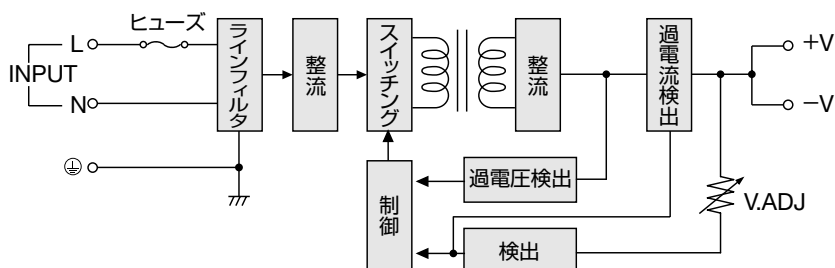 ヒューズ
L
INPUT
N
ラインフィルタ
整流
スイッチング
整流
過電流検出
+V
−V
過電圧検出
制御
検出
V.ADJ